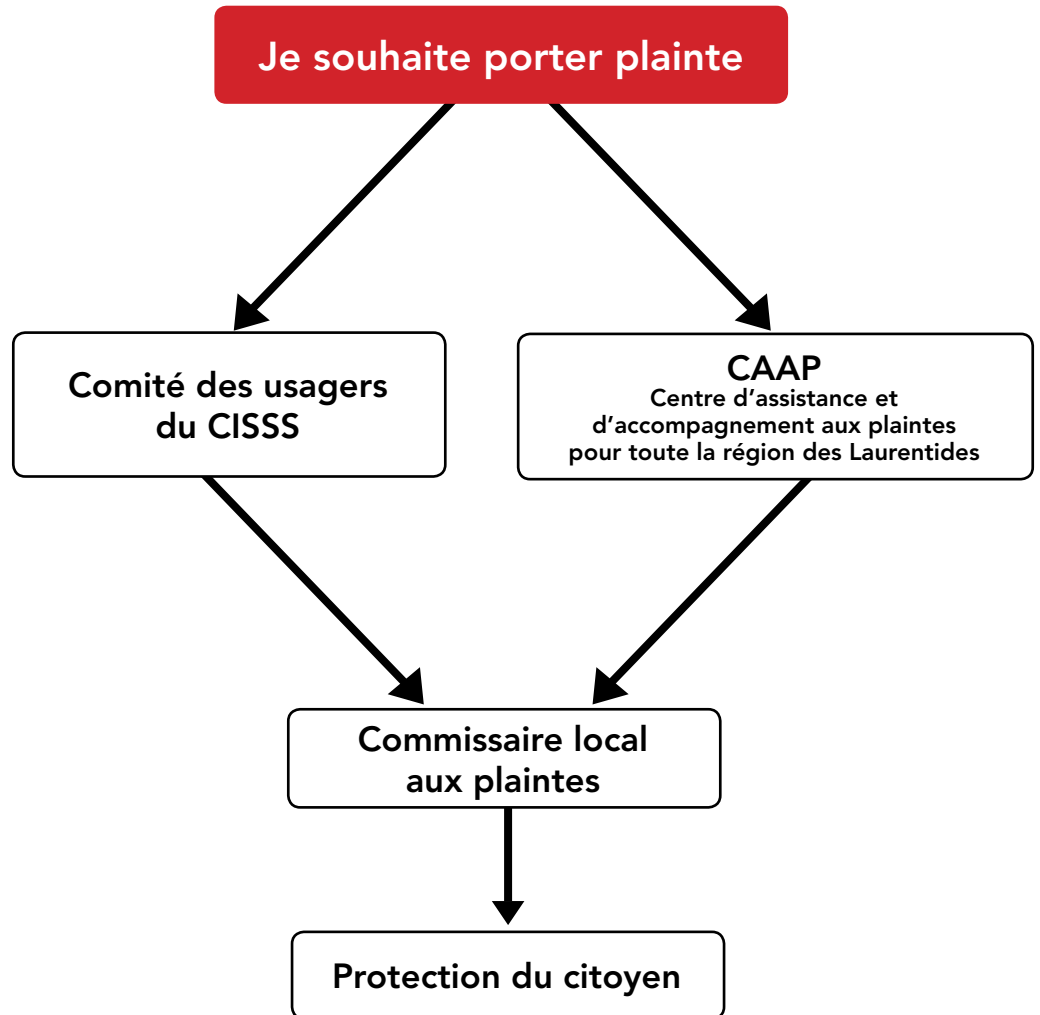 Je souhaite porter plainte
Comité des usagers
du CISSS
CAAP
Centre d'assistance et
d'accompagnement aux plaintes
pour toute la région des Laurentides
Commissaire local
aux plaintes
Protection du citoyen